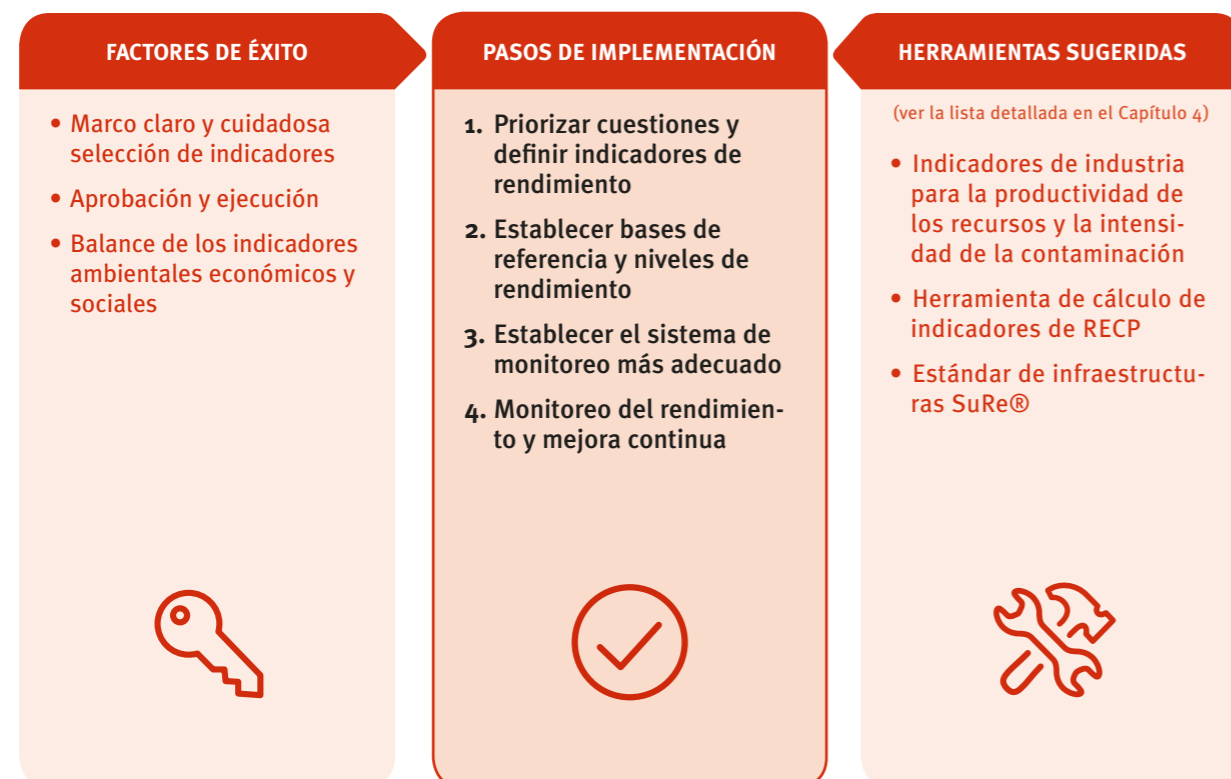 FACTORES DE ÉXITO
• Marco claro y cuidadosa
selección de indicadores
• Aprobación y ejecución
• Balance de los indicadores
ambientales económicos y
sociales
PASOS DE IMPLEMENTACIÓN
1. Priorizar cuestiones y
definir indicadores de
rendimiento
2. Establecer bases de
referencia y niveles de
rendimiento
3. Establecer el sistema de
monitoreo más adecuado
4. Monitoreo del rendimien-
to y mejora continua
HERRAMIENTAS SUGERIDAS
(ver la lista detallada en el Capítulo 4)
• Indicadores de industria
para la productividad de
los recursos y la intensi-
dad de la contaminación
• Herramienta de cálculo de
indicadores de RECP
• Estándar de infraestructu-
ras SuRe®